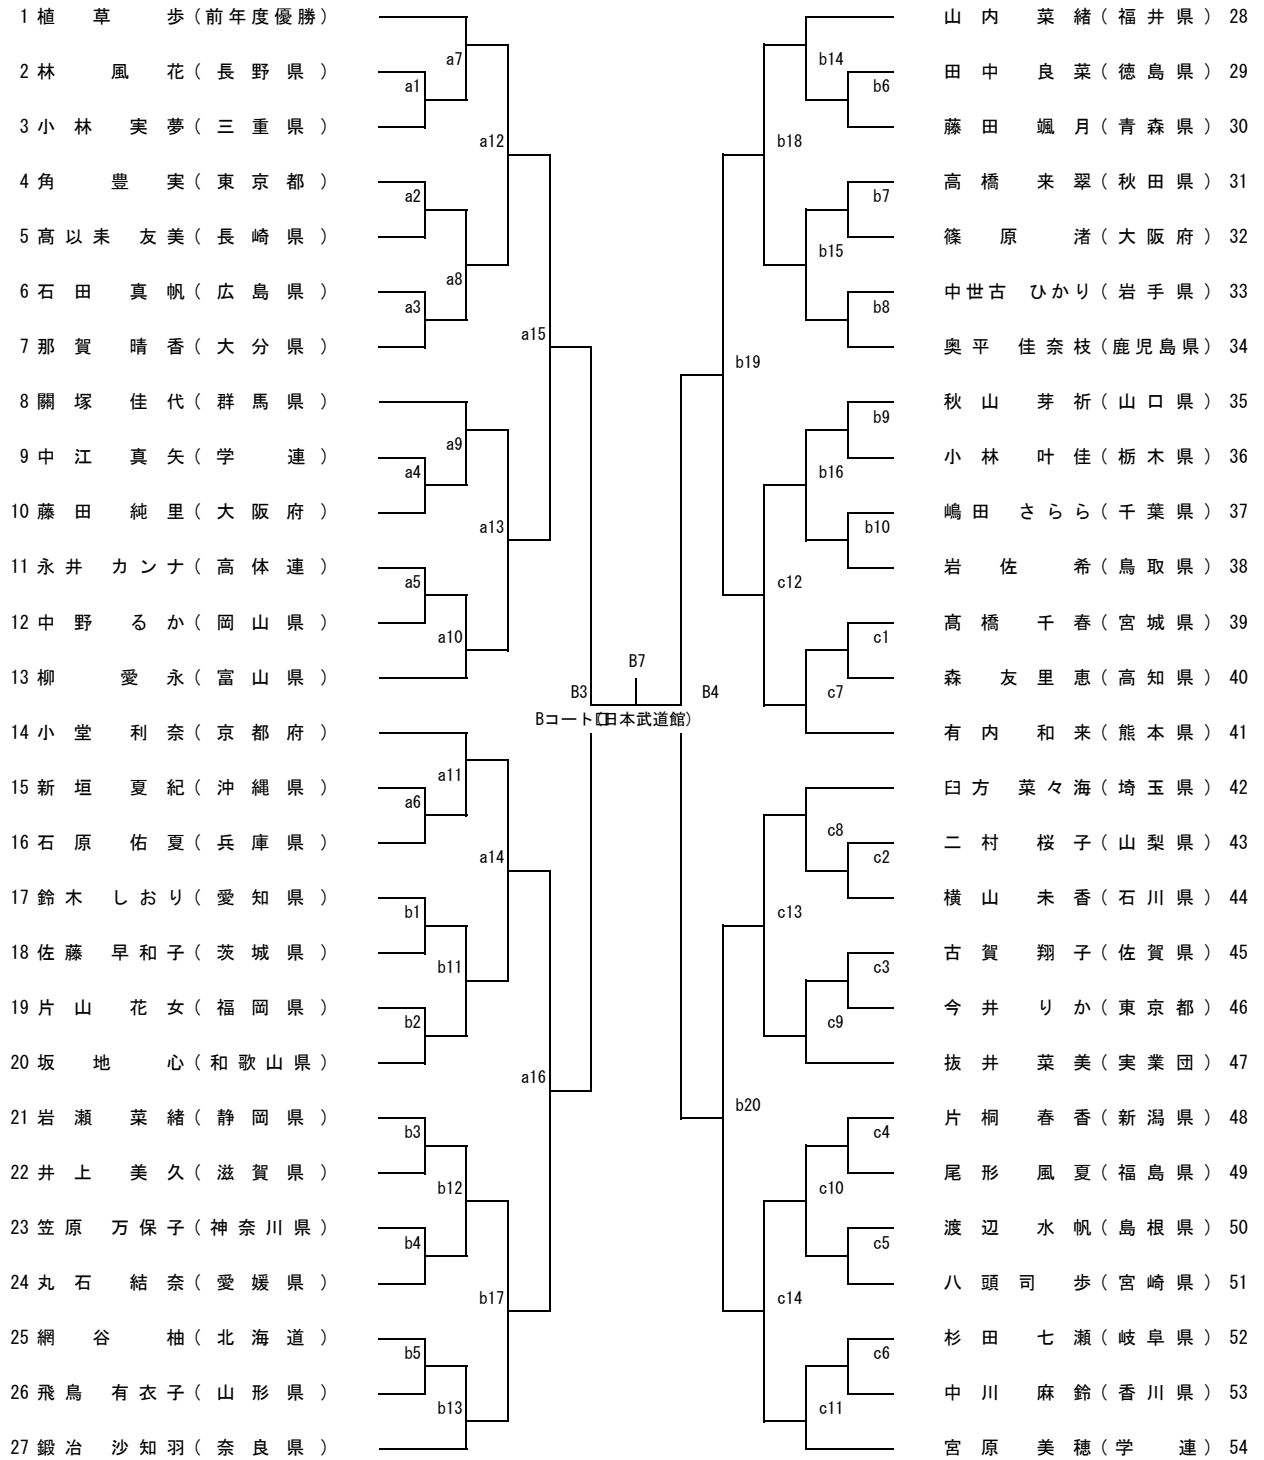 1 植草 歩 (前年度優勝)
a7
2 林 風花 (長野県)
a1
3 小林 実夢 (三重県)
a12
4 角 豊実 (東京都)
a2
5 髙以耒 友美 (長崎県)
a8
6 石田 真帆 (広島県)
a3
7 那賀 晴香 (大分県)
a15
8 關塚 佳代 (群馬県)
a9
9 中江 真矢 (学連)
a4
10 藤田 純里 (大阪府)
a13
11 永井 カンナ (高体連)
a5
12 中野 るか (岡山県)
a10
13 柳 愛永 (富山県)
B3
14 小堂 利奈 (京都府)
a11
15 新垣 夏紀 (沖縄県)
a6
16 石原 佑夏 (兵庫県)
a14
17 鈴木 しおり (愛知県)
b1
18 佐藤 早和子 (茨城県)
b11
19 片山 花女 (福岡県)
b2
20 坂地 心 (和歌山県)
a16
21 岩瀬 菜緒 (静岡県)
b3
22 井上 美久 (滋賀県)
b12
23 笠原 万保子 (神奈川県)
b4
24 丸石 結奈 (愛媛県)
b17
25 網谷 柚 (北海道)
b5
26 飛鳥 有衣子 (山形県)
b13
27 鍛冶 沙知羽 (奈良県)
B7
Bコート(日本武道館)
山内 菜緒 (福井県) 28
b14
田中 良菜 (徳島県) 29
b6
藤田 颯月 (青森県) 30
b18
高橋 来翠 (秋田県) 31
b7
篠原 渚 (大阪府) 32
b15
中世古 ひかり (岩手県) 33
b8
奥平 佳奈枝 (鹿児島県) 34
b19
秋山 芽祈 (山口県) 35
b9
小林 叶佳 (栃木県) 36
b16
嶋田 さらら (千葉県) 37
b10
岩佐 希 (鳥取県) 38
c12
髙橋 千春 (宮城県) 39
c1
森 友里恵 (高知県) 40
c7
B4
有内 和来 (熊本県) 41
臼方 菜々海 (埼玉県) 42
c8
二村 桜子 (山梨県) 43
c2
横山 未香 (石川県) 44
c13
古賀 翔子 (佐賀県) 45
c3
今井 りか (東京都) 46
c9
抜井 菜美 (実業団) 47
b20
片桐 春香 (新潟県) 48
c4
尾形 風夏 (福島県) 49
c10
渡辺 水帆 (島根県) 50
c5
八頭司 歩 (宮崎県) 51
c14
杉田 七瀬 (岐阜県) 52
c6
中川 麻鈴 (香川県) 53
c11
宮原 美穂 (学連) 54